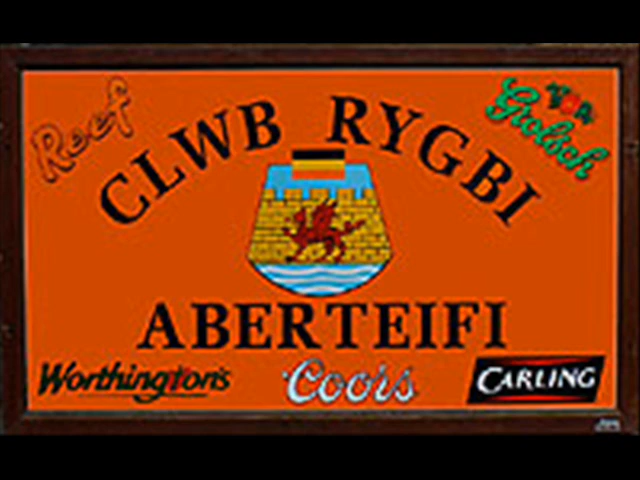 Reef
Grolsch
CLWB RYGBI
ABERTEIFI
Worthington's
Coors
CARLING